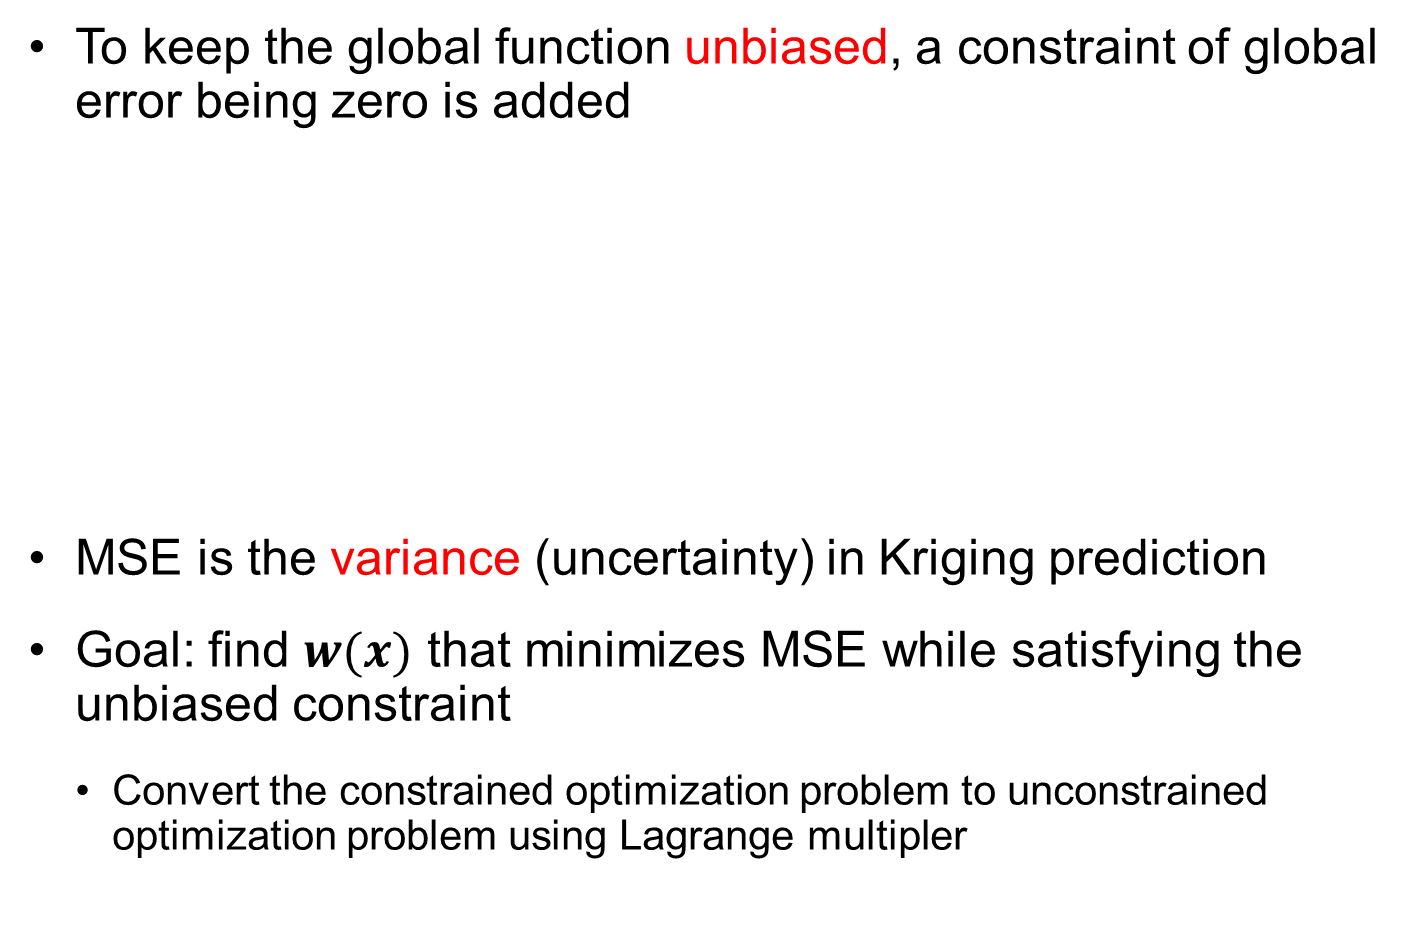 • To keep the global function unbiased, a constraint of global
error being zero is added
• MSE is the variance (uncertainty) in Kriging prediction
• Goal: find 𝒘(𝒙) that minimizes MSE while satisfying the
unbiased constraint
• Convert the constrained optimization problem to unconstrained
optimization problem using Lagrange multipler